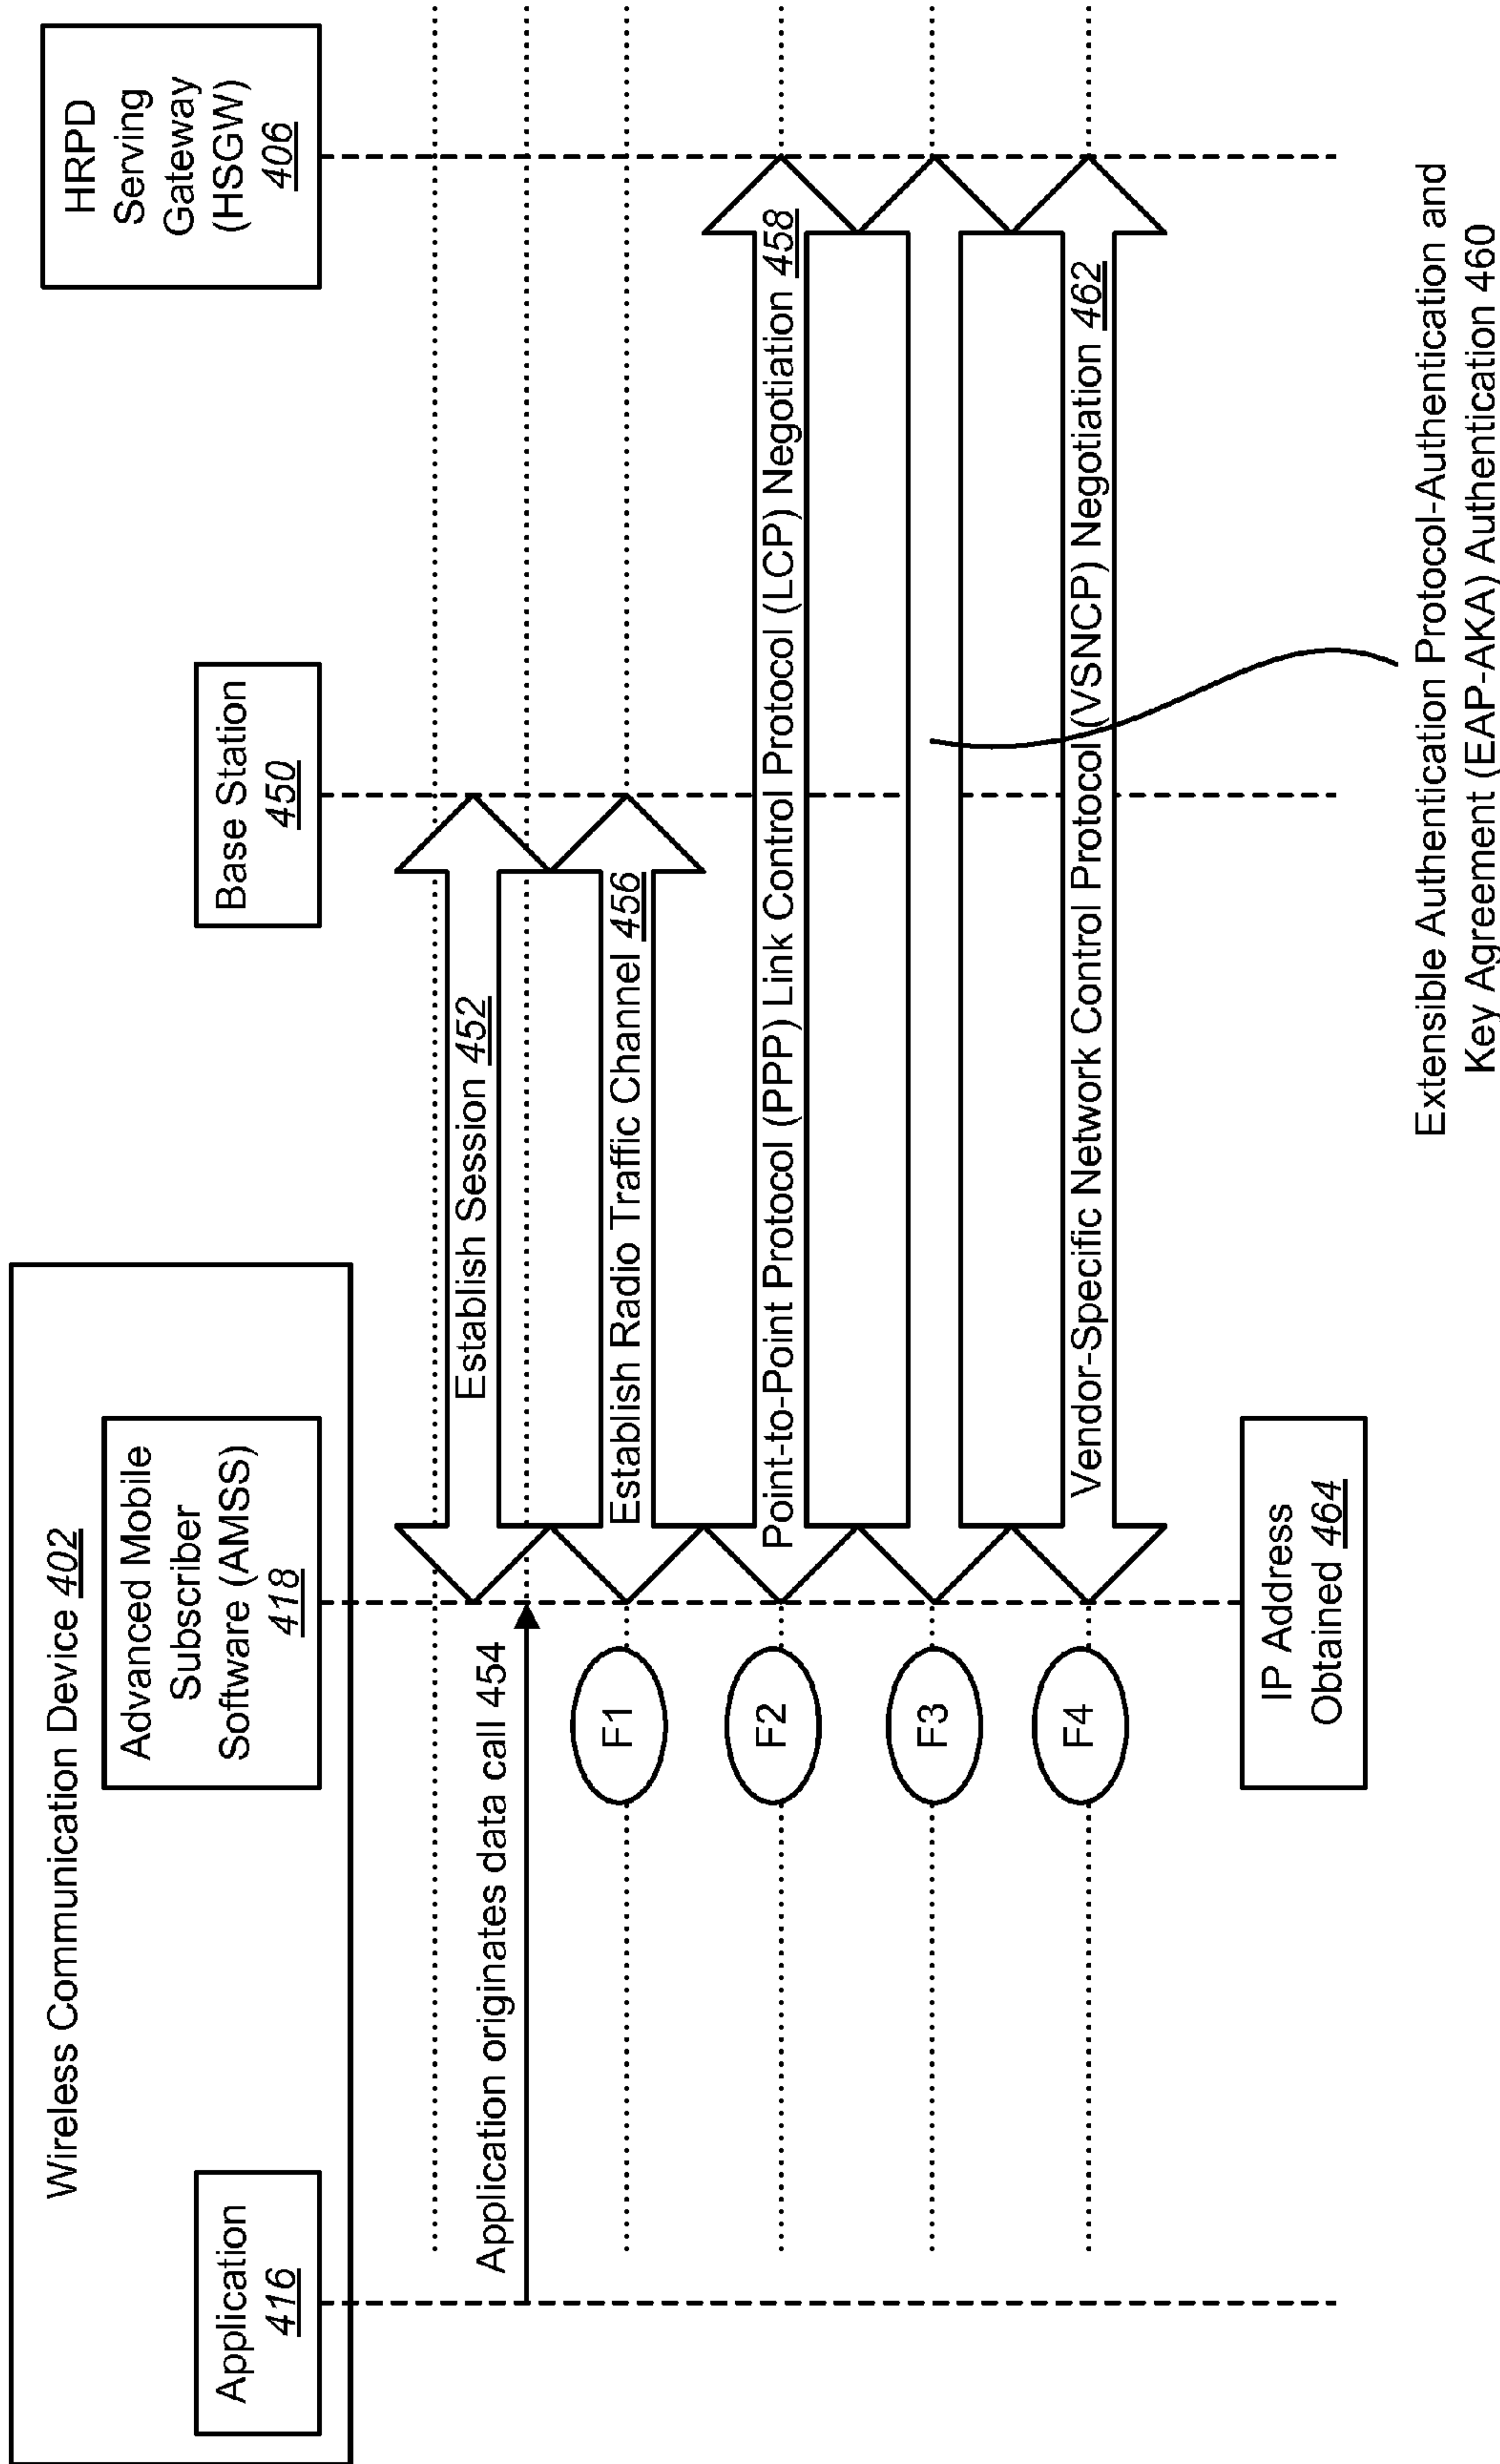 Wireless Communication Device 402
Application
416
Advanced Mobile
Subscriber
Software (AMSS)
418
Base Station
450
HRPD
Serving
Gateway
(HSGW)
406
Establish Session 452
Application originates data call 454
F1
Establish Radio Traffic Channel 456
F2
Point-to-Point Protocol (PPP) Link Control Protocol (LCP) Negotiation 458
F3
F4
Vendor-Specific Network Control Protocol (VSNCP) Negotiation 462
IP Address
Obtained 464
Extensible Authentication Protocol-Authentication and
Key Agreement (EAP-AKA) Authentication 460